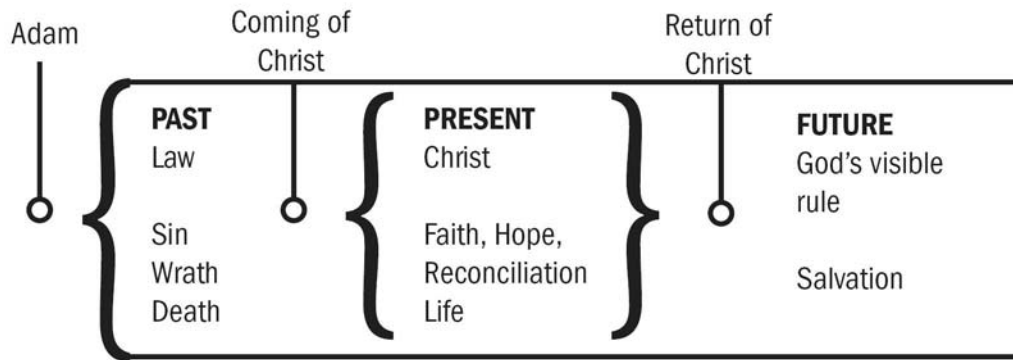 Adam
Coming of
Christ
Return of
Christ
PAST
Law
Sin
Wrath
Death
PRESENT
Christ
Faith, Hope,
Reconciliation
Life
FUTURE
God's visible
rule
Salvation